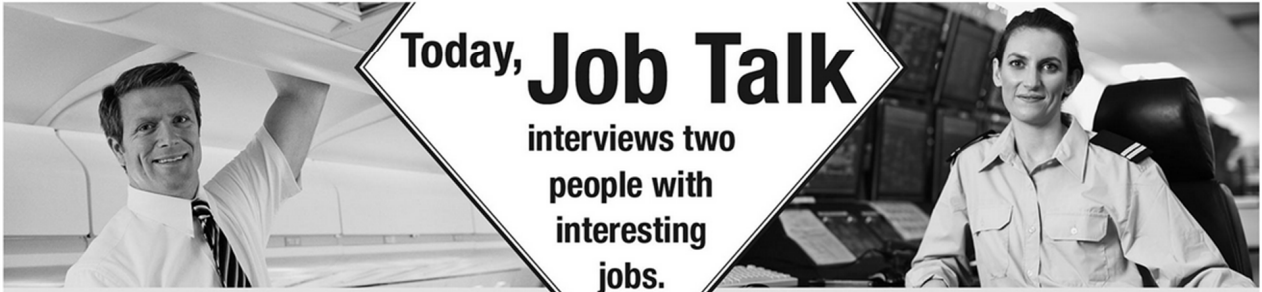 Today, Job Talk
interviews two
people with
interesting
jobs.